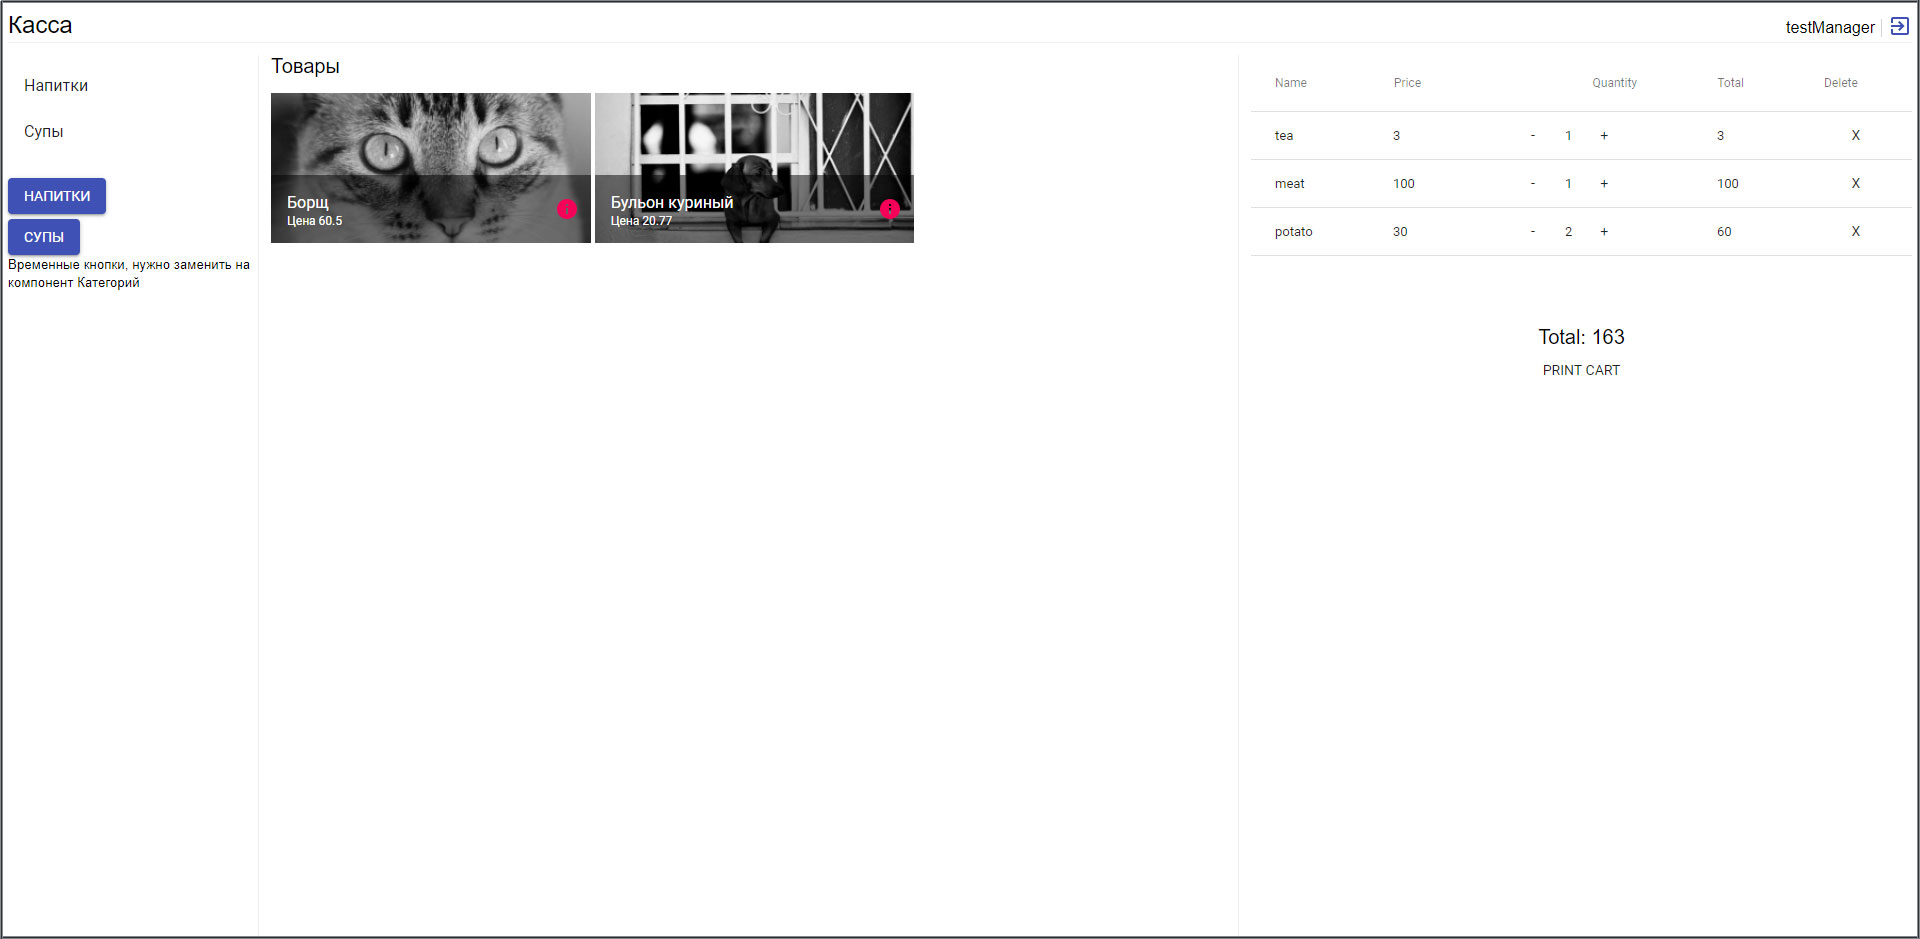 Касса
testManager
Напитки
Супы
НАПИТКИ
СУПЫ
Временные кнопки, нужно заменить на
компонент Категорий
Товары
Борщ
Цена 60.5
Бульон куриный
Цена 20.77
Name Price Quantity Total Delete
tea 3 - 1 + 3 X
meat 100 - 1 + 100 X
potato 30 - 2 + 60 X
Total: 163
PRINT CART